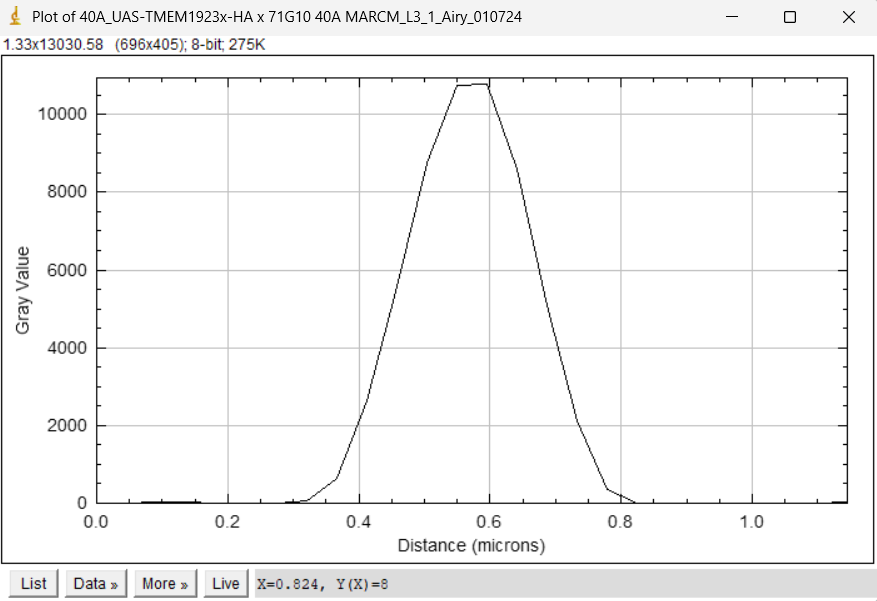 Plot of 40A_UAS-TMEM1923x-HA x 71G10 40A MARCM_L3_1_Airy_010724
1.33x13030.58 (696x405); 8-bit; 275K
10000
8000
6000
4000
2000
0
Gray Value
0.0 0.2 0.4 0.6 0.8 1.0
Distance (microns)
List Data » More » Live X=0.824, Y(X)=8